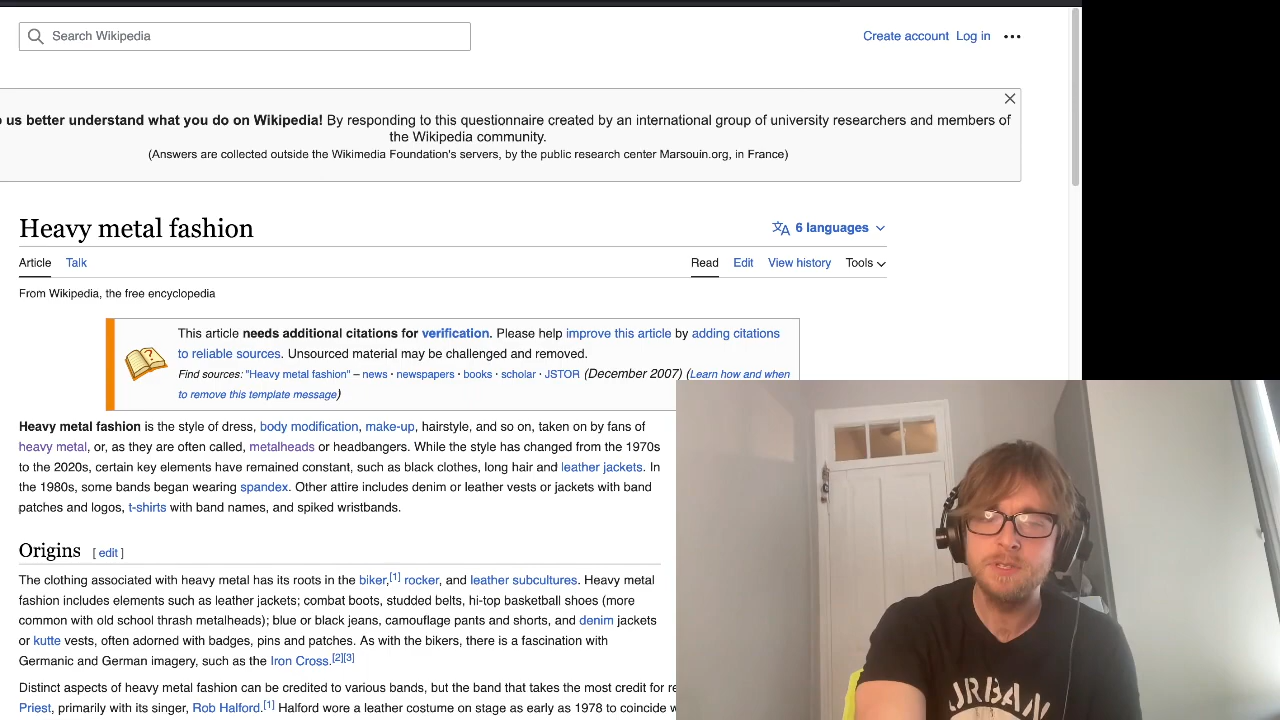 Search Wikipedia
Create account Log in
us better understand what you do on Wikipedia! By responding to this questionnaire created by an international group of university researchers and members of
the Wikipedia community.
(Answers are collected outside the Wikimedia Foundation's servers, by the public research center Marsouin.org, in France)
Heavy metal fashion
6 languages
Article Talk
Read Edit View history Tools
From Wikipedia, the free encyclopedia
This article needs additional citations for verification. Please help improve this article by adding citations
to reliable sources. Unsourced material may be challenged and removed.
Find sources: "Heavy metal fashion" – news · newspapers · books · scholar · JSTOR (December 2007) (Learn how and when
to remove this template message)
Heavy metal fashion is the style of dress, body modification, make-up, hairstyle, and so on, taken on by fans of
heavy metal, or, as they are often called, metalheads or headbangers. While the style has changed from the 1970s
to the 2020s, certain key elements have remained constant, such as black clothes, long hair and leather jackets. In
the 1980s, some bands began wearing spandex. Other attire includes denim or leather vests or jackets with band
patches and logos, t-shirts with band names, and spiked wristbands.
Origins [ edit ]
The clothing associated with heavy metal has its roots in the biker,[1] rocker, and leather subcultures. Heavy metal
fashion includes elements such as leather jackets; combat boots, studded belts, hi-top basketball shoes (more
common with old school thrash metalheads); blue or black jeans, camouflage pants and shorts, and denim jackets
or kutte vests, often adorned with badges, pins and patches. As with the bikers, there is a fascination with
Germanic and German imagery, such as the Iron Cross.[2][3]
Distinct aspects of heavy metal fashion can be credited to various bands, but the band that takes the most credit for
Priest, primarily with its singer, Rob Halford.[1] Halford wore a leather costume on stage as early as 1978 to coincide
URBAN